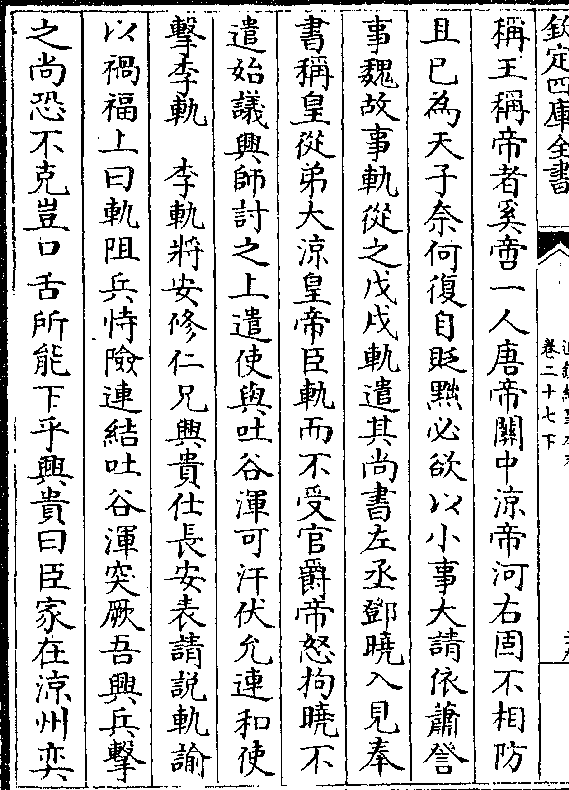 欽定四庫全書
卷二十七下
稱王稱帝者奚啻一人唐帝關中涼帝河右固不相防
且已為天子奈何復自貶黜必欲以小事大請依蕭詧
事魏故事軌從之戊戌軌遣其尚書左丞鄧曉入見奉
書稱皇從弟大涼皇帝臣軌而不受官爵帝怒拘曉不
遣始議興師討之上遣使與吐谷渾可汗伏允連和使
擊李軌　李軌將安修仁兄興貴仕長安表請說軌諭
以禍福上曰軌阻兵恃險連結吐谷渾突厥吾興兵擊
之尚恐不克豈口舌所能下乎興貴曰臣家在涼州奕